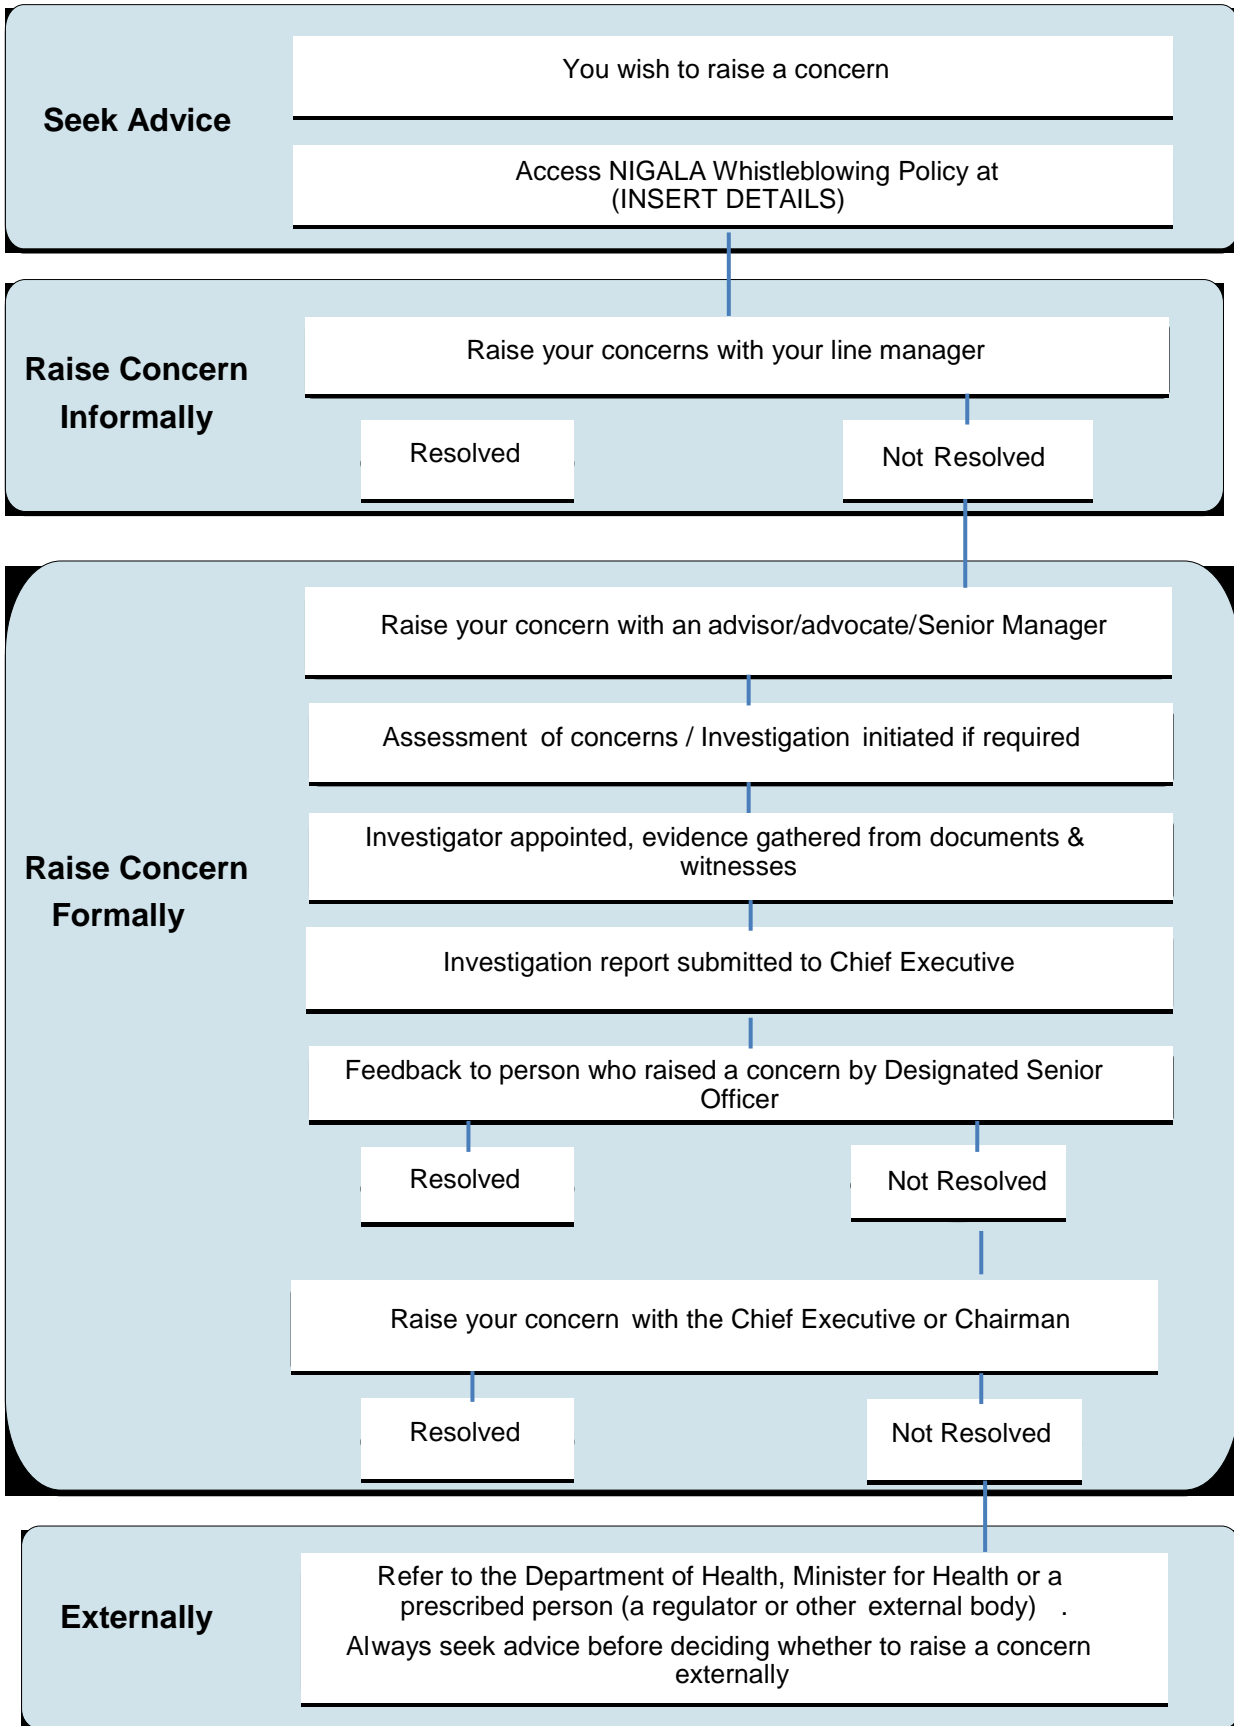 Seek Advice
You wish to raise a concern
Access NIGALA Whistleblowing Policy at
(INSERT DETAILS)
Raise Concern
Informally
Raise your concerns with your line manager
Resolved
Not Resolved
Raise Concern
Formally
Raise your concern with an advisor/advocate/Senior Manager
Assessment of concerns / Investigation initiated if required
Investigator appointed, evidence gathered from documents &
witnesses
Investigation report submitted to Chief Executive
Feedback to person who raised a concern by Designated Senior
Officer
Resolved
Not Resolved
Raise your concern with the Chief Executive or Chairman
Resolved
Not Resolved
Externally
Refer to the Department of Health, Minister for Health or a
prescribed person (a regulator or other external body) .
Always seek advice before deciding whether to raise a concern
externally